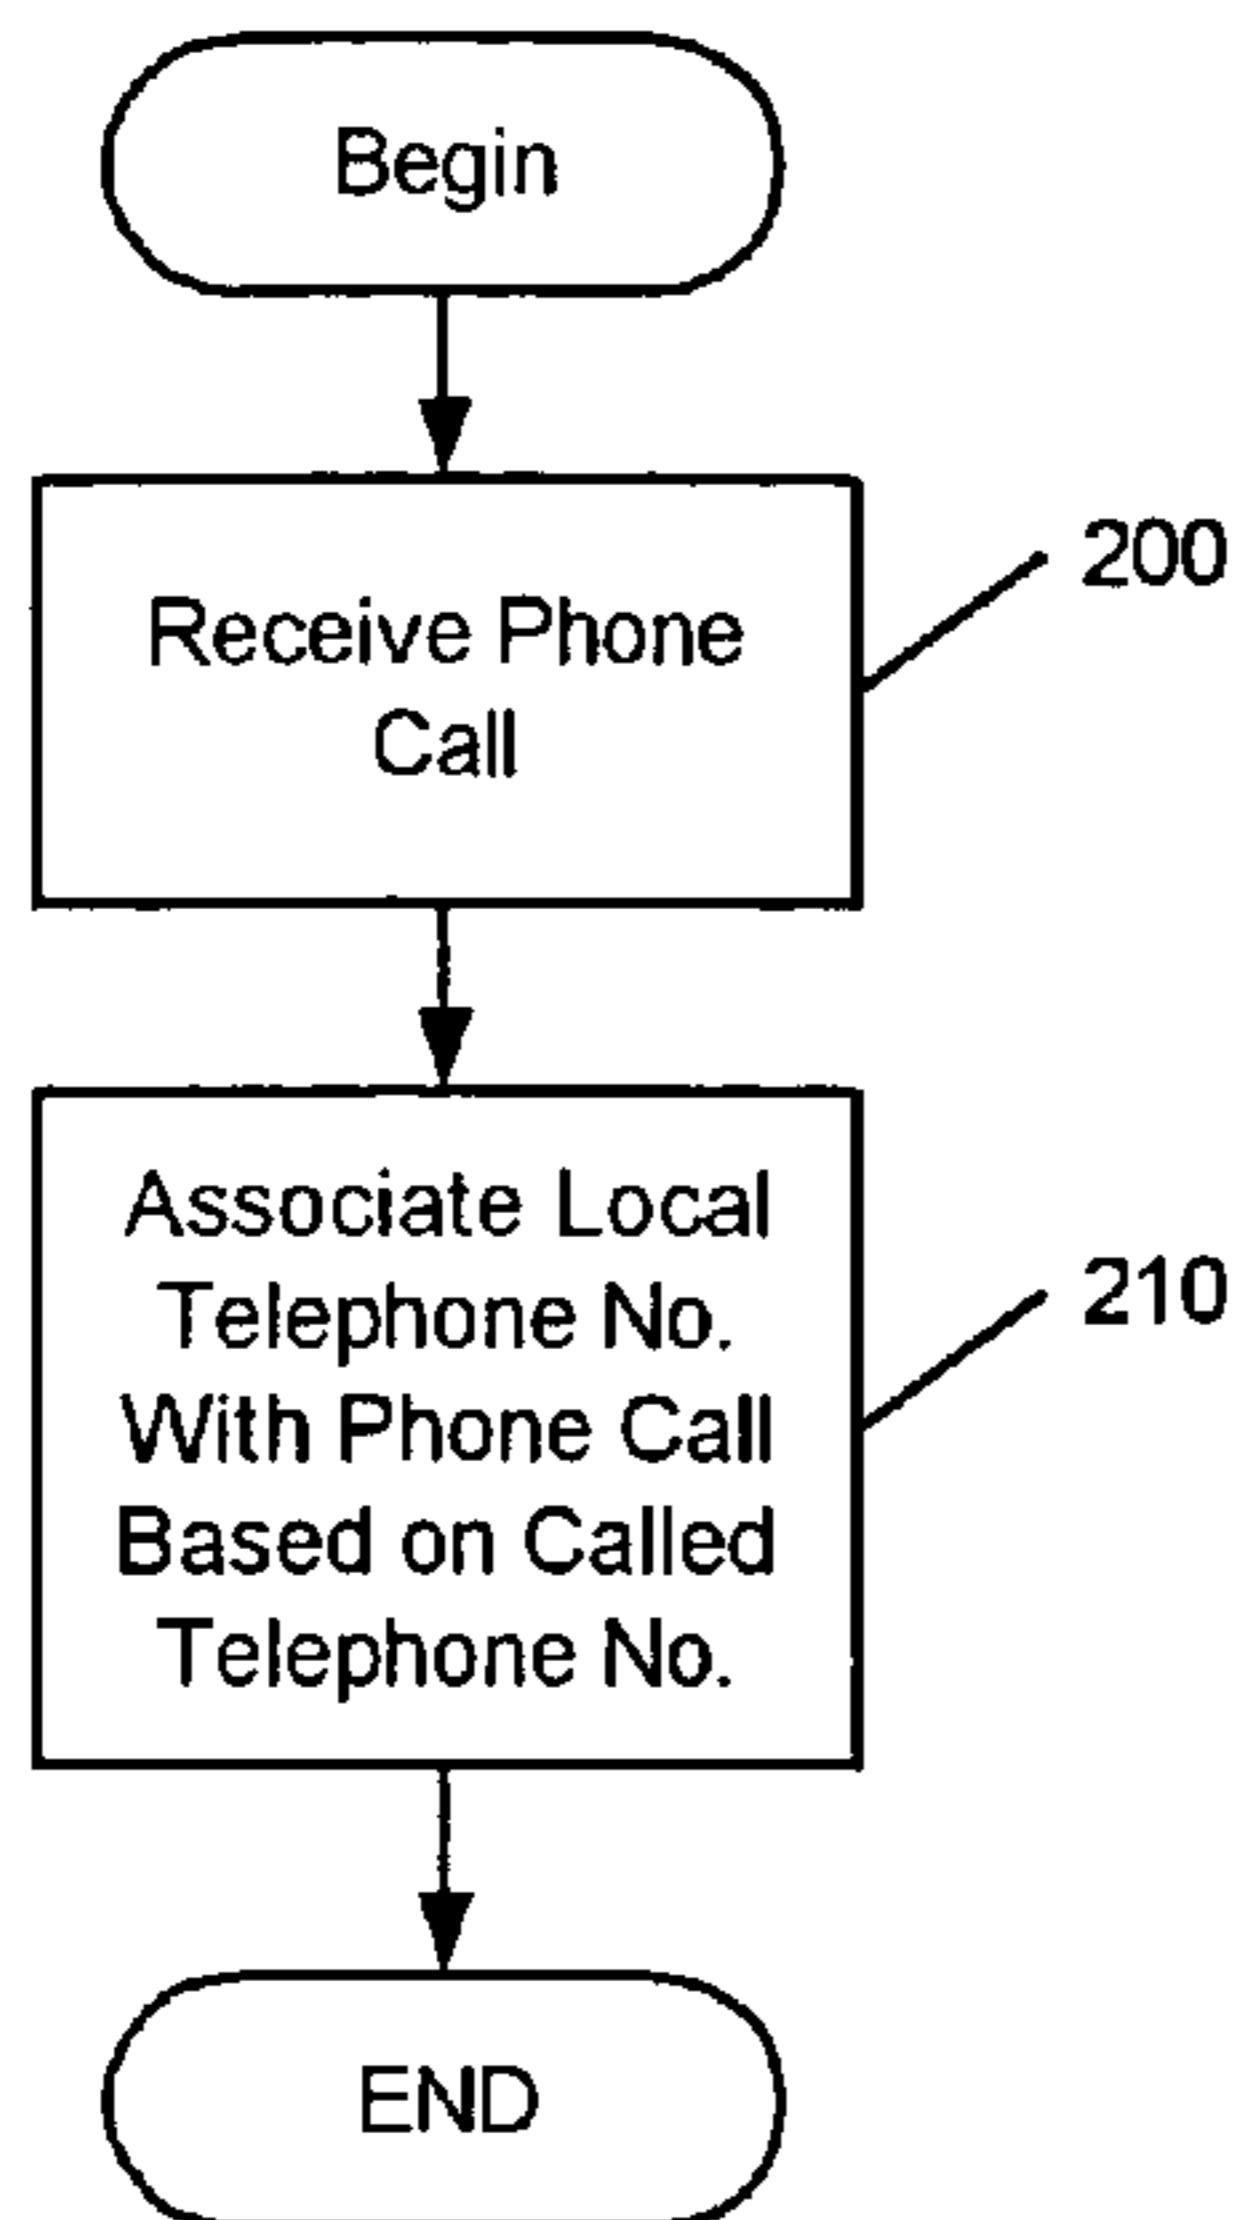 Begin
Receive Phone
Call
200
Associate Local
Telephone No.
With Phone Call
Based on Called
Telephone No.
210
END